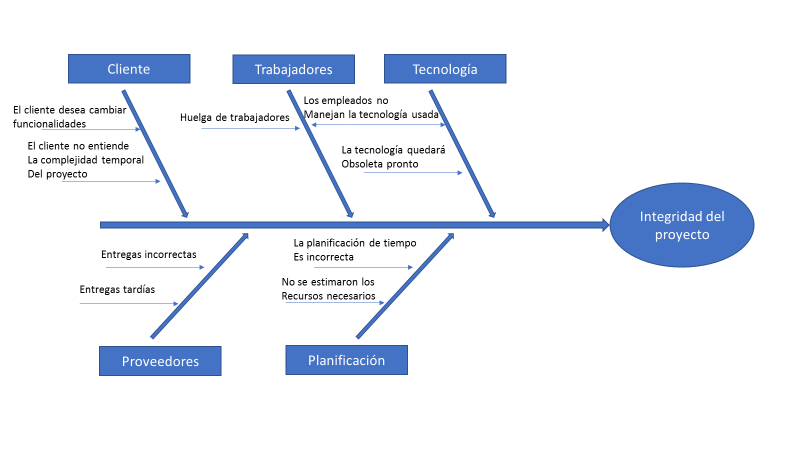 Cliente
Trabajadores
Tecnología
El cliente desea cambiar
funcionalidades
Huelga de trabajadores
Los empleados no
Manejan la tecnología usada
El cliente no entiende
La complejidad temporal
Del proyecto
La tecnología quedará
Obsoleta pronto
Integridad del
proyecto
Entregas incorrectas
Entregas tardías
La planificación de tiempo
Es incorrecta
No se estimaron los
Recursos necesarios
Proveedores
Planificación